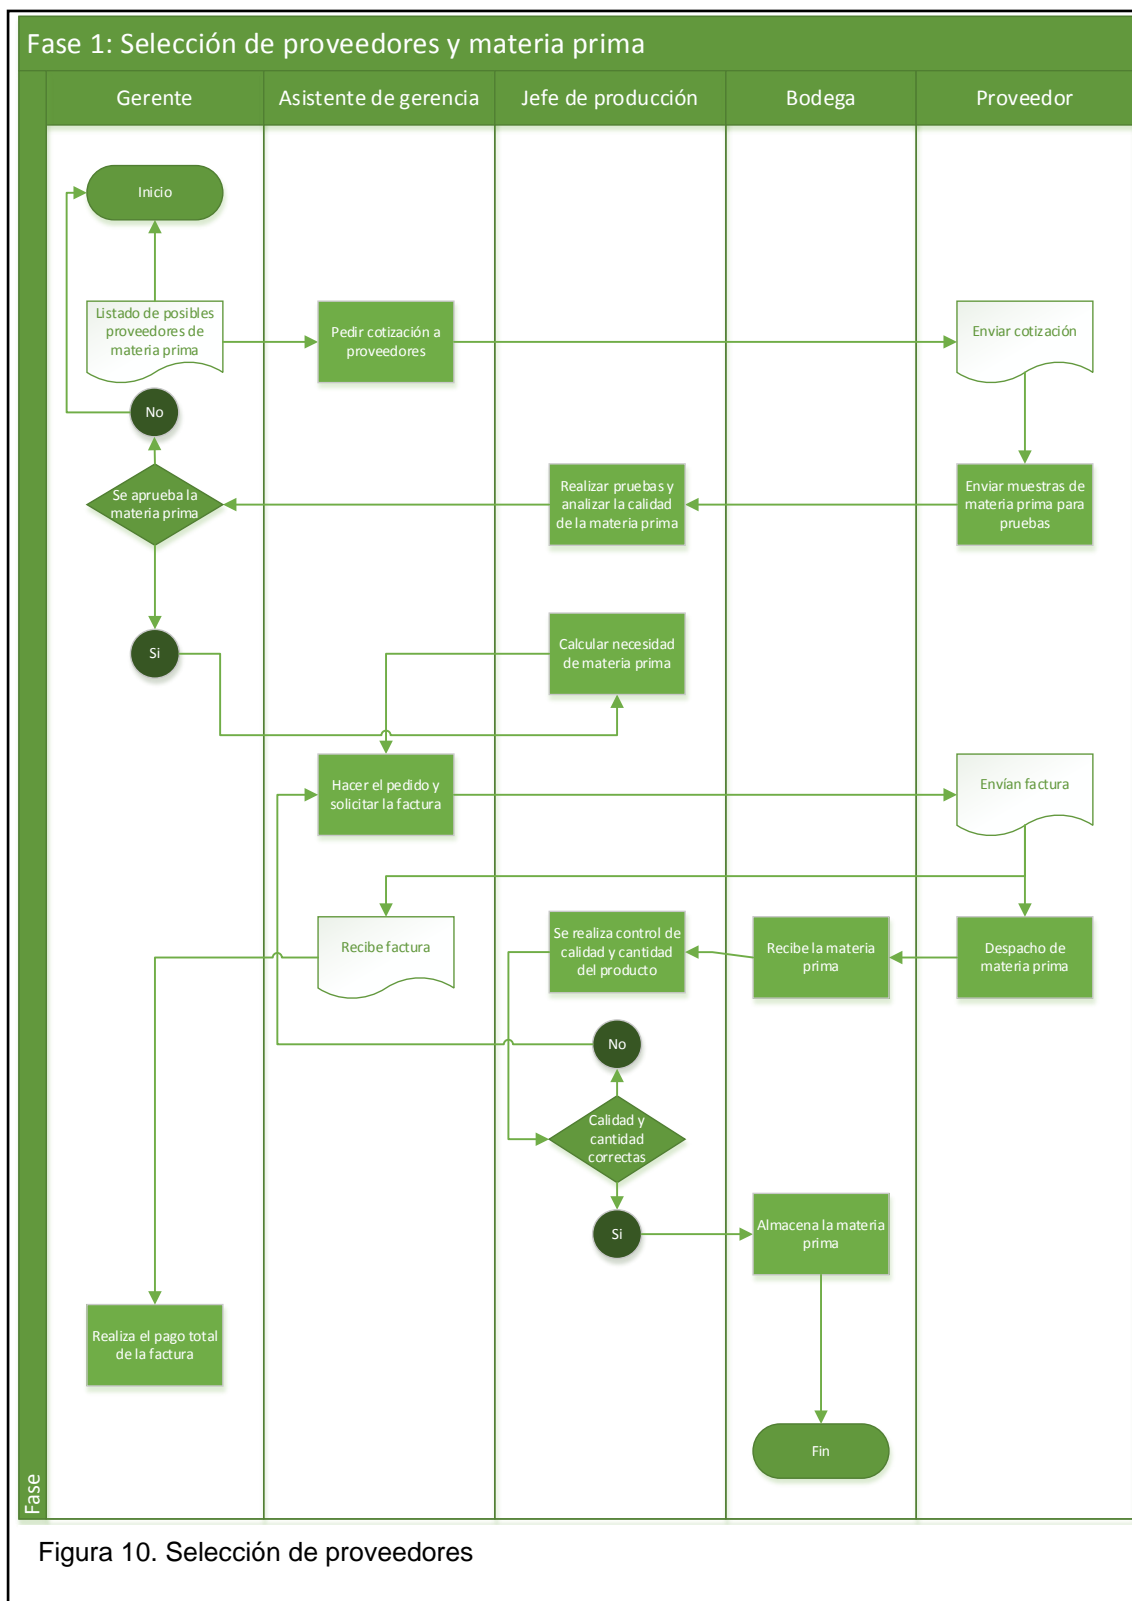 Fase 1: Selección de proveedores y materia prima
Gerente
Asistente de gerencia
Jefe de producción
Bodega
Proveedor
Inicio
Listado de posibles
proveedores de
materia prima
Pedir cotización a
proveedores
Enviar cotización
No
Se aprueba la
materia prima
Realizar pruebas y
analizar la calidad
de la materia prima
Enviar muestras de
materia prima para
pruebas
Si
Calcular necesidad
de materia prima
Hacer el pedido y
solicitar la factura
Envían factura
Recibe factura
Se realiza control de
calidad y cantidad
del producto
Recibe la materia
prima
Despacho de
materia prima
No
Calidad y
cantidad
correctas
Si
Almacena la materia
prima
Realiza el pago total
de la factura
Fin
Fase
Figura 10. Selección de proveedores